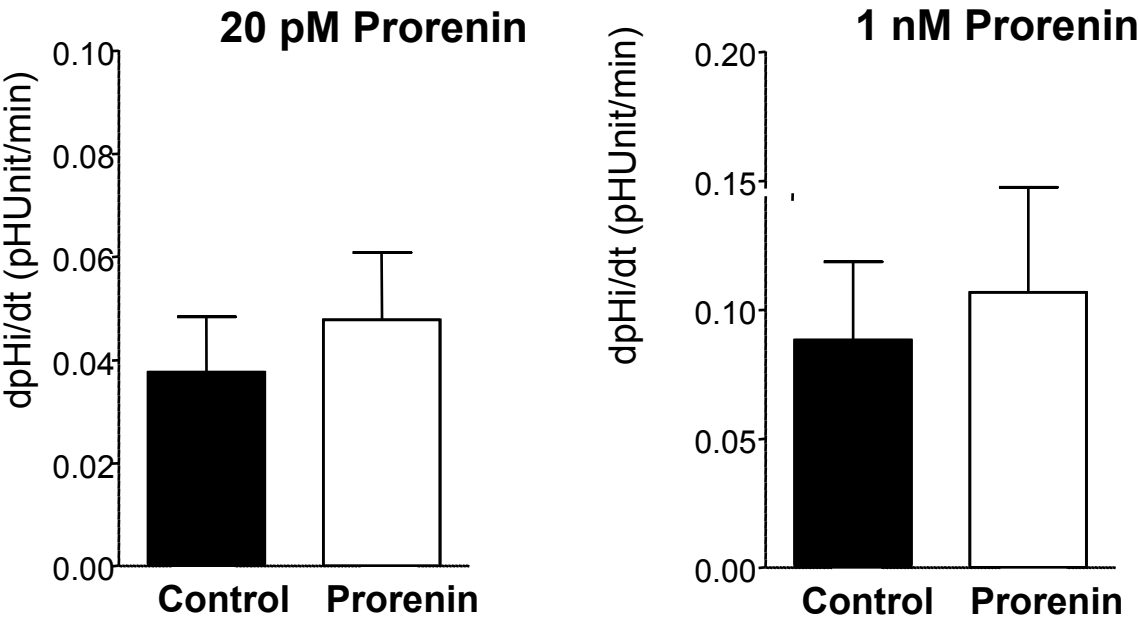 20 pM Prorenin
dpHi/dt (pHUnit/min)
0.10
0.08
0.06
0.04
0.02
0.00
Control Prorenin
1 nM Prorenin
dpHi/dt (pHUnit/min)
0.20
0.15
0.10
0.05
0.00
Control Prorenin